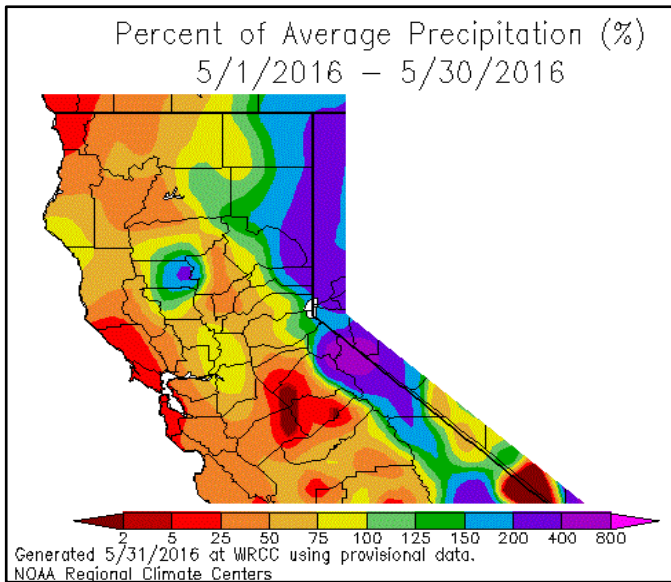 Percent of Average Precipitation (%)
5/1/2016 – 5/30/2016
2 5 25 50 75 100 125 150 200 400 800
Generated 5/31/2016 at WRCC using provisional data.
NOAA Regional Climate Centers